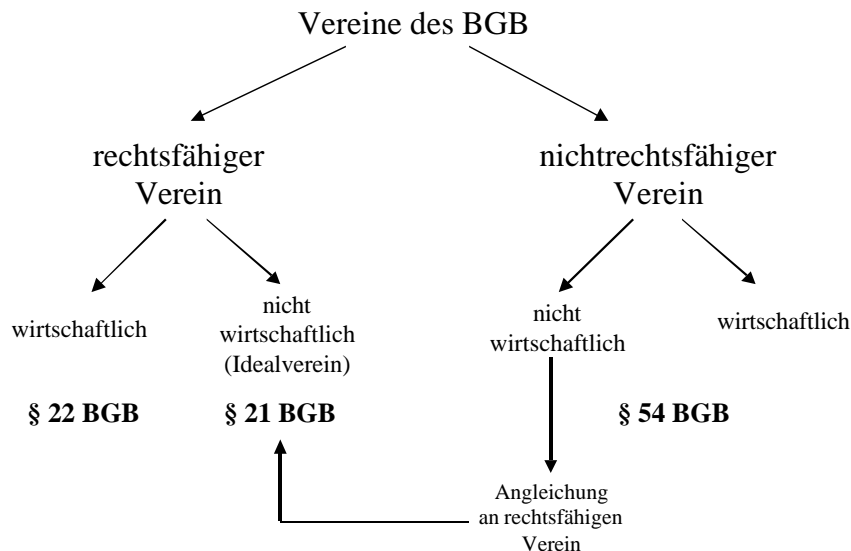 Vereine des BGB
rechtsfähiger
Verein
nichtrechtsfähiger
Verein
wirtschaftlich
nicht
wirtschaftlich
(Idealverein)
nicht
wirtschaftlich
wirtschaftlich
§ 22 BGB
§ 21 BGB
§ 54 BGB
Angleichung
an rechtsfähigen
Verein